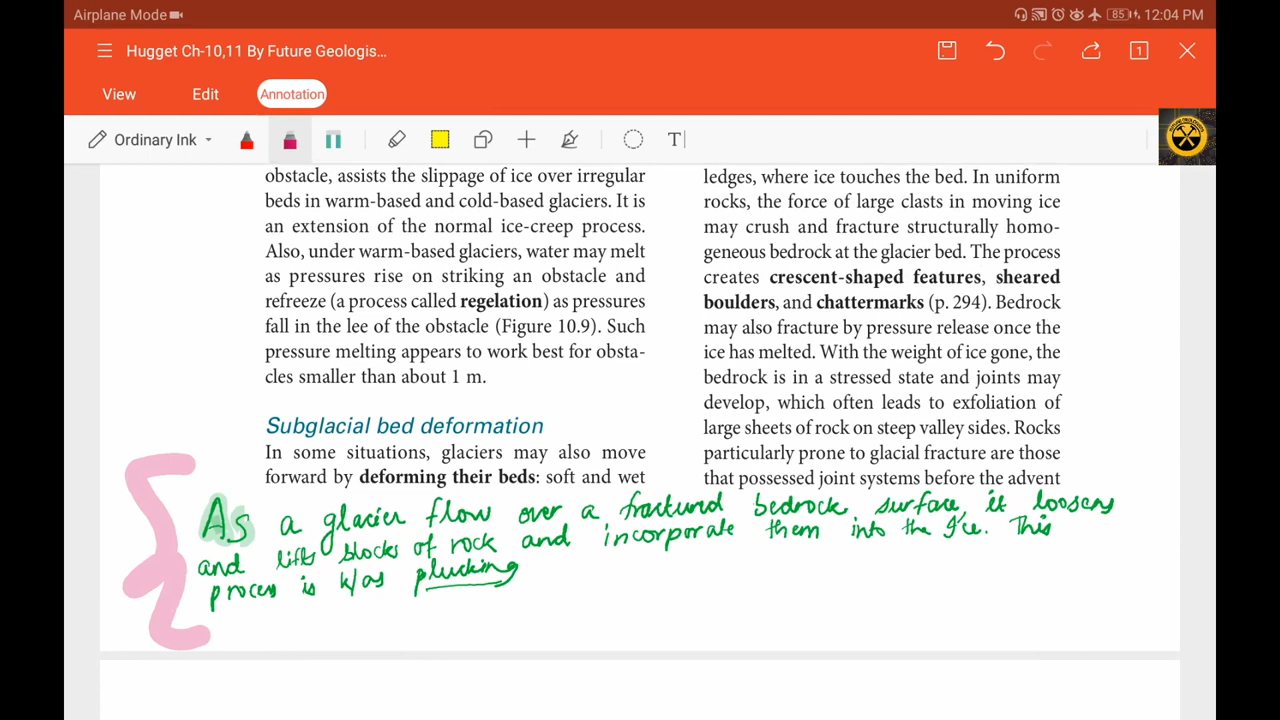 Airplane Mode
85
12:04 PM
Hugget Ch-10,11 By Future Geologis...
1
View
Edit
Annotation
Ordinary Ink
T
obstacle, assists the slippage of ice over irregular
beds in warm-based and cold-based glaciers. It is
an extension of the normal ice-creep process.
Also, under warm-based glaciers, water may melt
as pressures rise on striking an obstacle and
refreeze (a process called regelation) as pressures
fall in the lee of the obstacle (Figure 10.9). Such
pressure melting appears to work best for obsta-
cles smaller than about 1 m.
Subglacial bed deformation
In some situations, glaciers may also move
forward by deforming their beds: soft and wet
ledges, where ice touches the bed. In uniform
rocks, the force of large clasts in moving ice
may crush and fracture structurally homo-
geneous bedrock at the glacier bed. The process
creates crescent-shaped features, sheared
boulders, and chattermarks (p. 294). Bedrock
may also fracture by pressure release once the
ice has melted. With the weight of ice gone, the
bedrock is in a stressed state and joints may
develop, which often leads to exfoliation of
large sheets of rock on steep valley sides. Rocks
particularly prone to glacial fracture are those
that possessed joint systems before the advent
As a glacier flow over a fractured bedrock surface, it loosens
and lifts blocks of rock and incorporate them into the Ice. This
process is k/as plucking